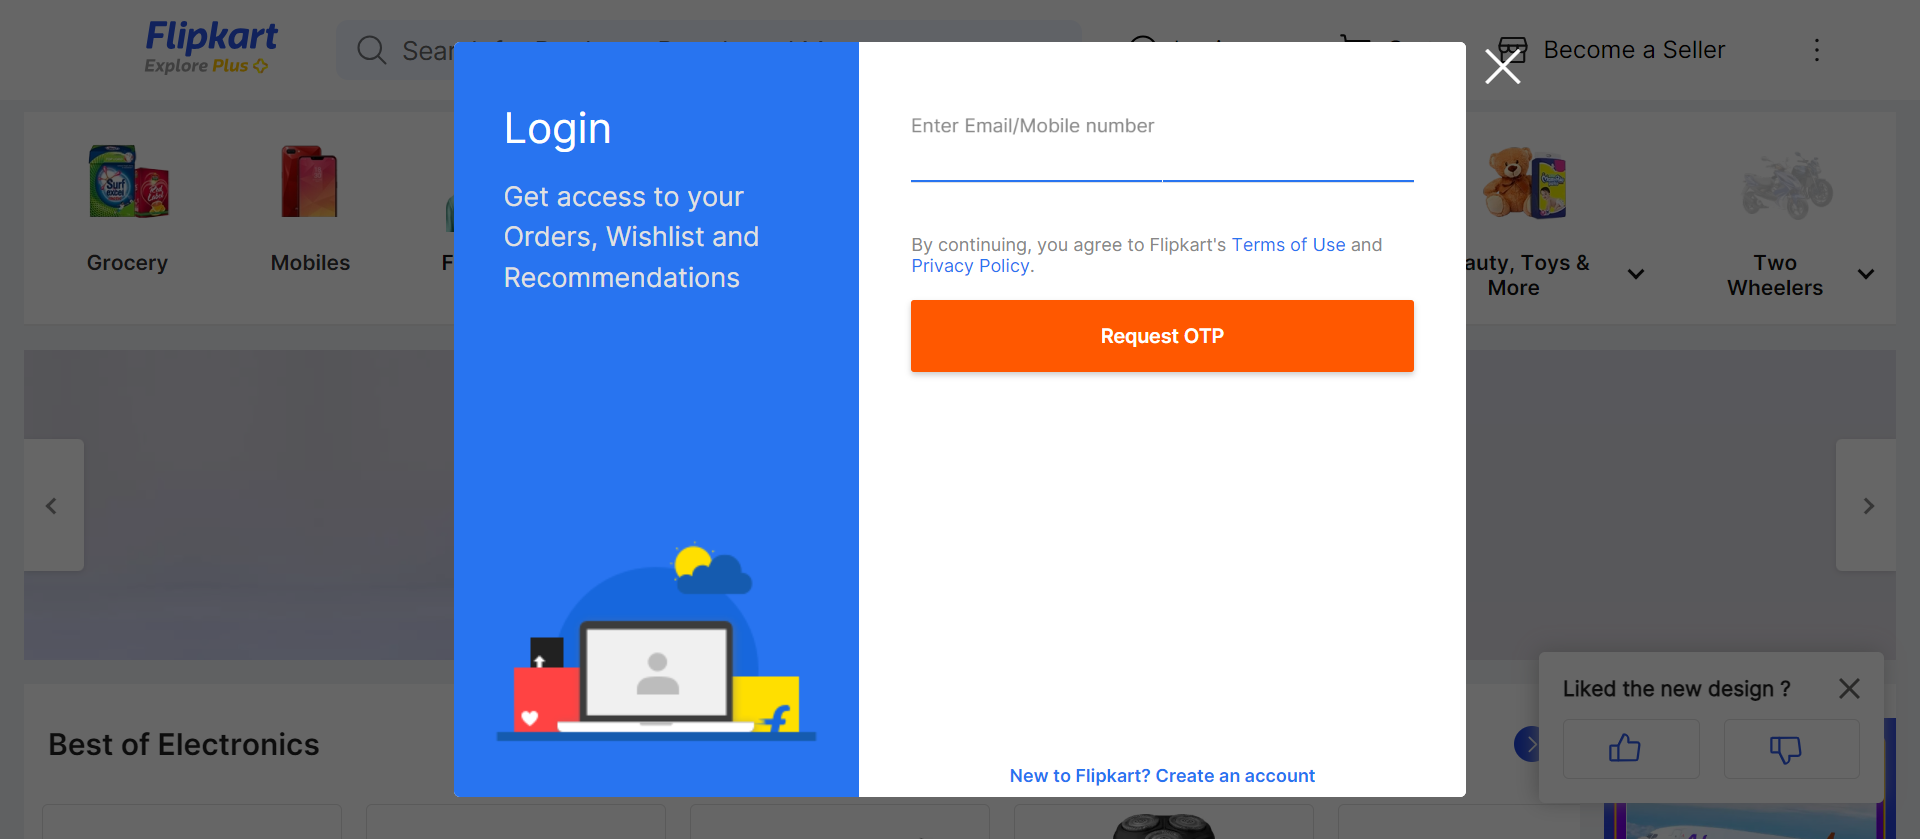 Flipkart
Explore Plus
Become a Seller
Login
Get access to your
Orders, Wishlist and
Recommendations
Enter Email/Mobile number
By continuing, you agree to Flipkart's Terms of Use and
Privacy Policy.
Request OTP
New to Flipkart? Create an account
Surf
excel
Grocery
Mobiles
auty, Toys &
More
Two
Wheelers
Liked the new design ?
Best of Electronics